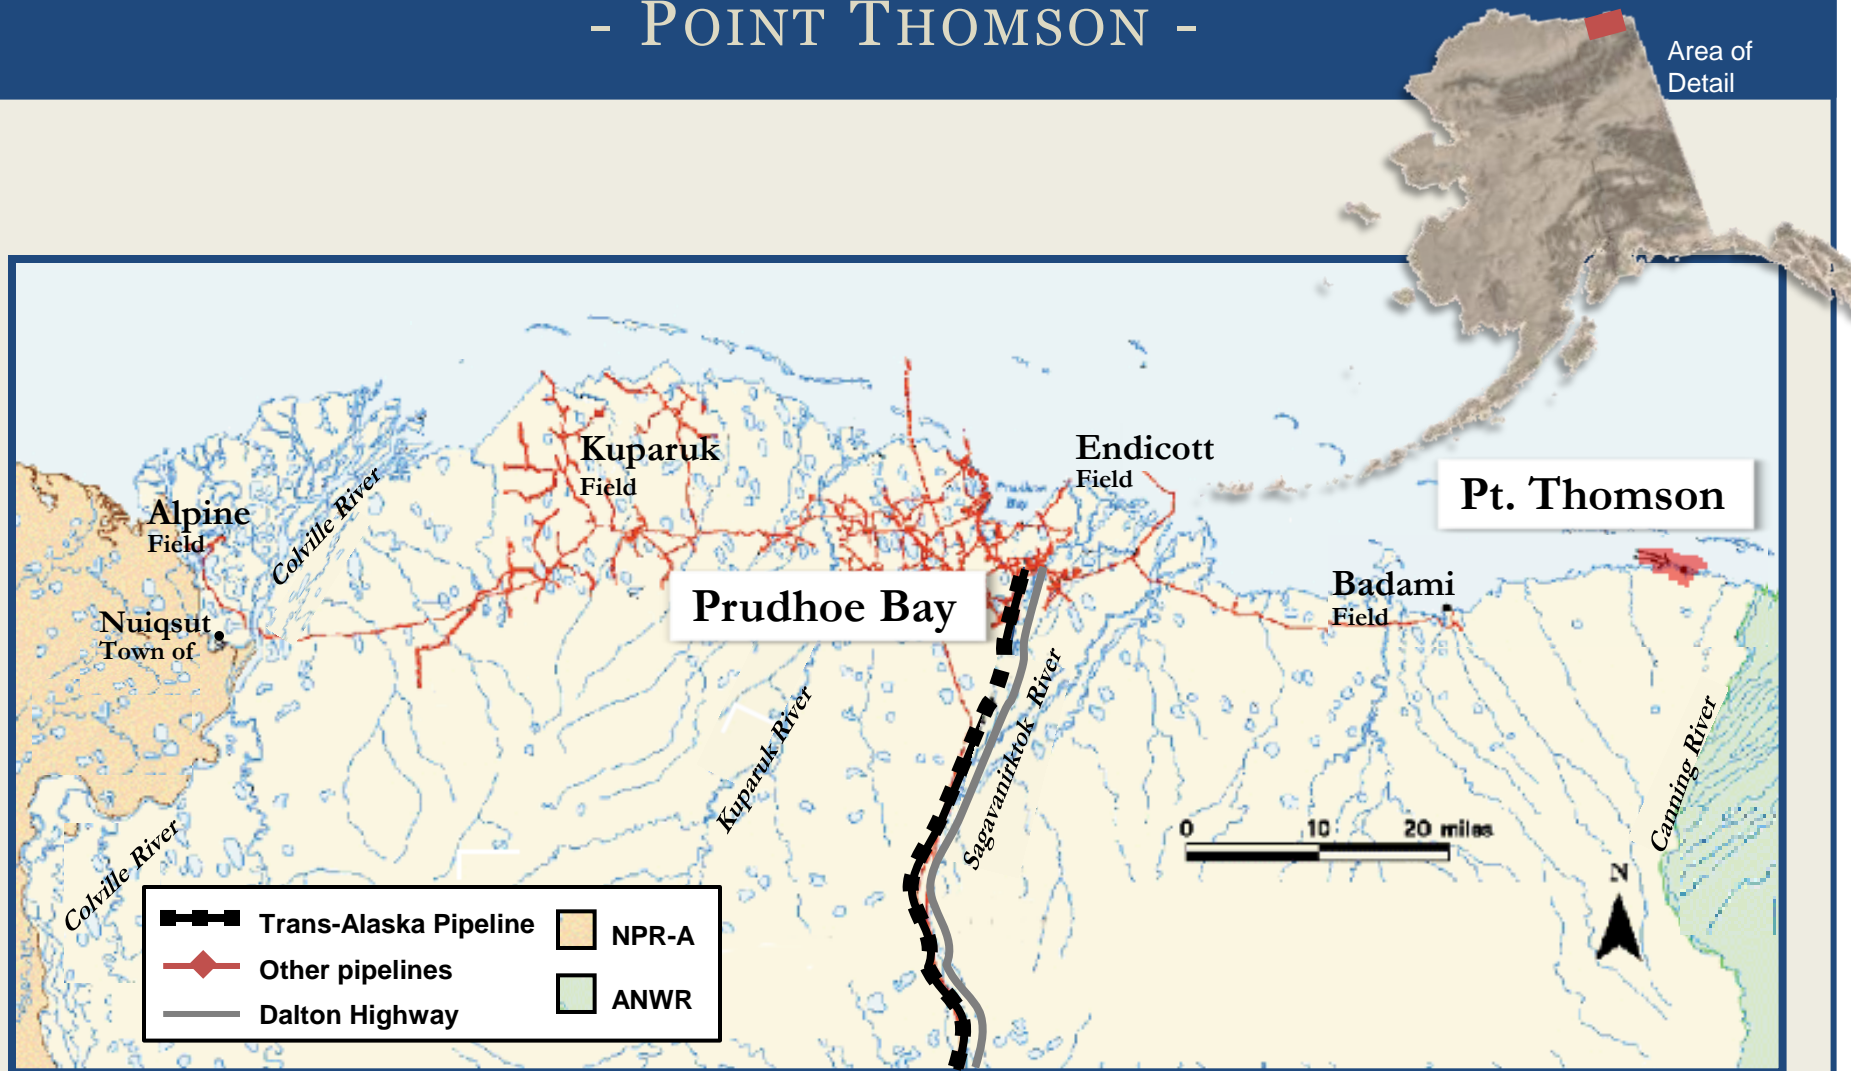 - POINT THOMSON -
Area of
Detail
Kuparuk
Field
Endicott
Field
Pt. Thomson
Prudhoe
Bay
Alpine
Field
Colville River
Badami
Field
Prudhoe Bay
Nuiqsut
Town of
Kuparuk River
Sagavanirktok River
Canning River
0 10 20 miles
Colville River
N
Trans-Alaska Pipeline
Other pipelines
Dalton Highway
NPR-A
ANWR